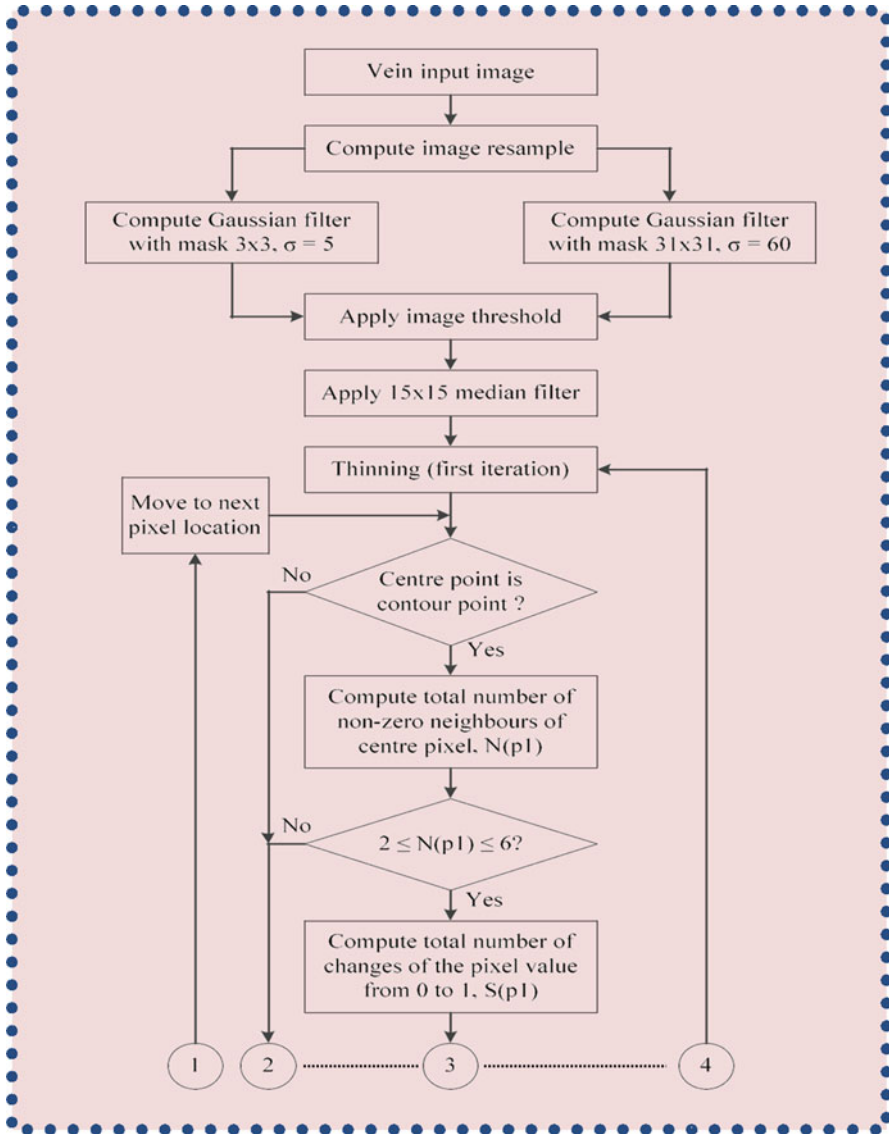 Vein input image
Compute image resample
Compute Gaussian filter
with mask 3x3, σ = 5
Compute Gaussian filter
with mask 31x31, σ = 60
Apply image threshold
Apply 15x15 median filter
Thinning (first iteration)
Move to next
pixel location
No
Centre point is
contour point ?
Yes
Compute total number of
non-zero neighbours of
centre pixel, N(p1)
No
2 ≤ N(p1) ≤ 6?
Yes
Compute total number of
changes of the pixel value
from 0 to 1, S(p1)
1
2
3
4